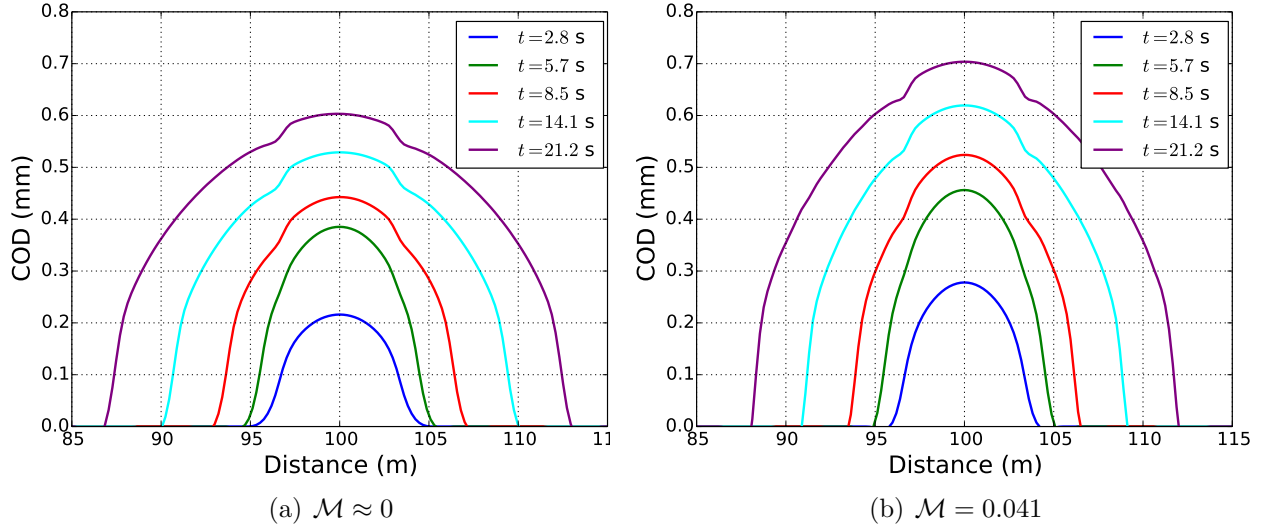 0.8
0.7
0.6
0.5
0.4
0.3
0.2
0.1
0.0
COD (mm)
85 90 95 100 105 110 11
Distance (m)
t=2.8 s
t=5.7 s
t=8.5 s
t=14.1 s
t=21.2 s
(a) ℳ ≈ 0
0.8
0.7
0.6
0.5
0.4
0.3
0.2
0.1
0.0
COD (mm)
85 90 95 100 105 110 115
Distance (m)
t=2.8 s
t=5.7 s
t=8.5 s
t=14.1 s
t=21.2 s
(b) ℳ = 0.041